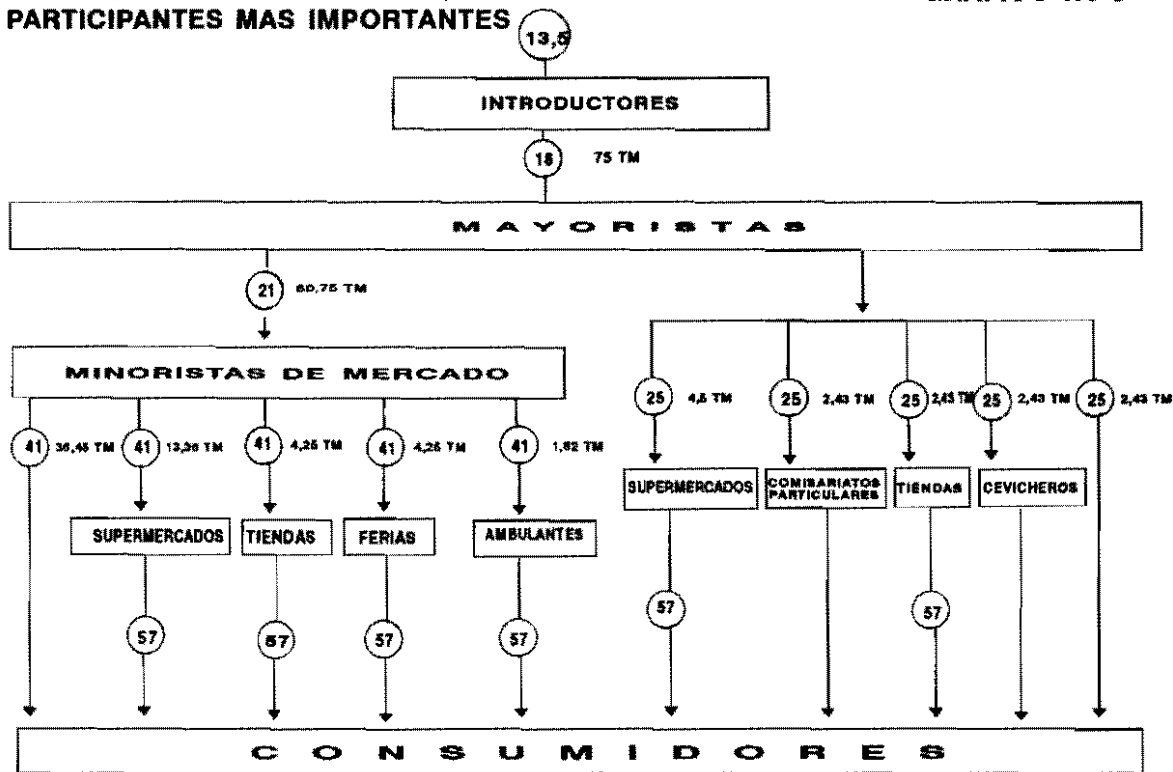 PARTICIPANTES MAS IMPORTANTES
13,5
INTRODUCTORES
18 75 TM
MAYORISTAS
21 60,75 TM
MINORISTAS DE MERCADO
25 4,5 TM 25 2,43 TM 25 2,43 TM 25 2,43 TM 25 2,43 TM
41 36,45 TM 41 13,36 TM 41 4,25 TM 41 4,25 TM 41 1,82 TM
SUPERMERCADOS COMISARIATOS PARTICULARES TIENDAS CEVICHEROS
SUPERMERCADOS TIENDAS FERIAS AMBULANTES
57 57
57 57 57 57
CONSUMIDORES